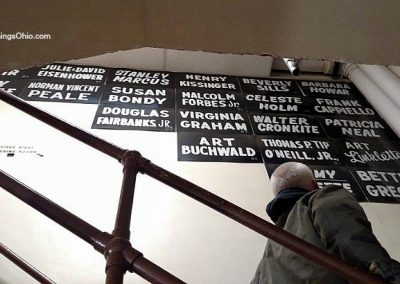 ingsOhio.com
JULIE & DAVID EISENHOWER
STANLEY MARCUS
HENRY KISSINGER
BEVERLY SILLS
BARBARA HOWAR
NORMAN VINCENT PEALE
SUSAN BONDY
MALCOLM FORBES Jr.
CELESTE HOLM
FRANK CAPPIELLO
DOUGLAS FAIRBANKS JR.
VIRGINIA GRAHAM
WALTER CRONKITE
PATRICIA NEAL
ART BUCHWALD
THOMAS P. TIP O'NEILL, JR.
ART Linkletter